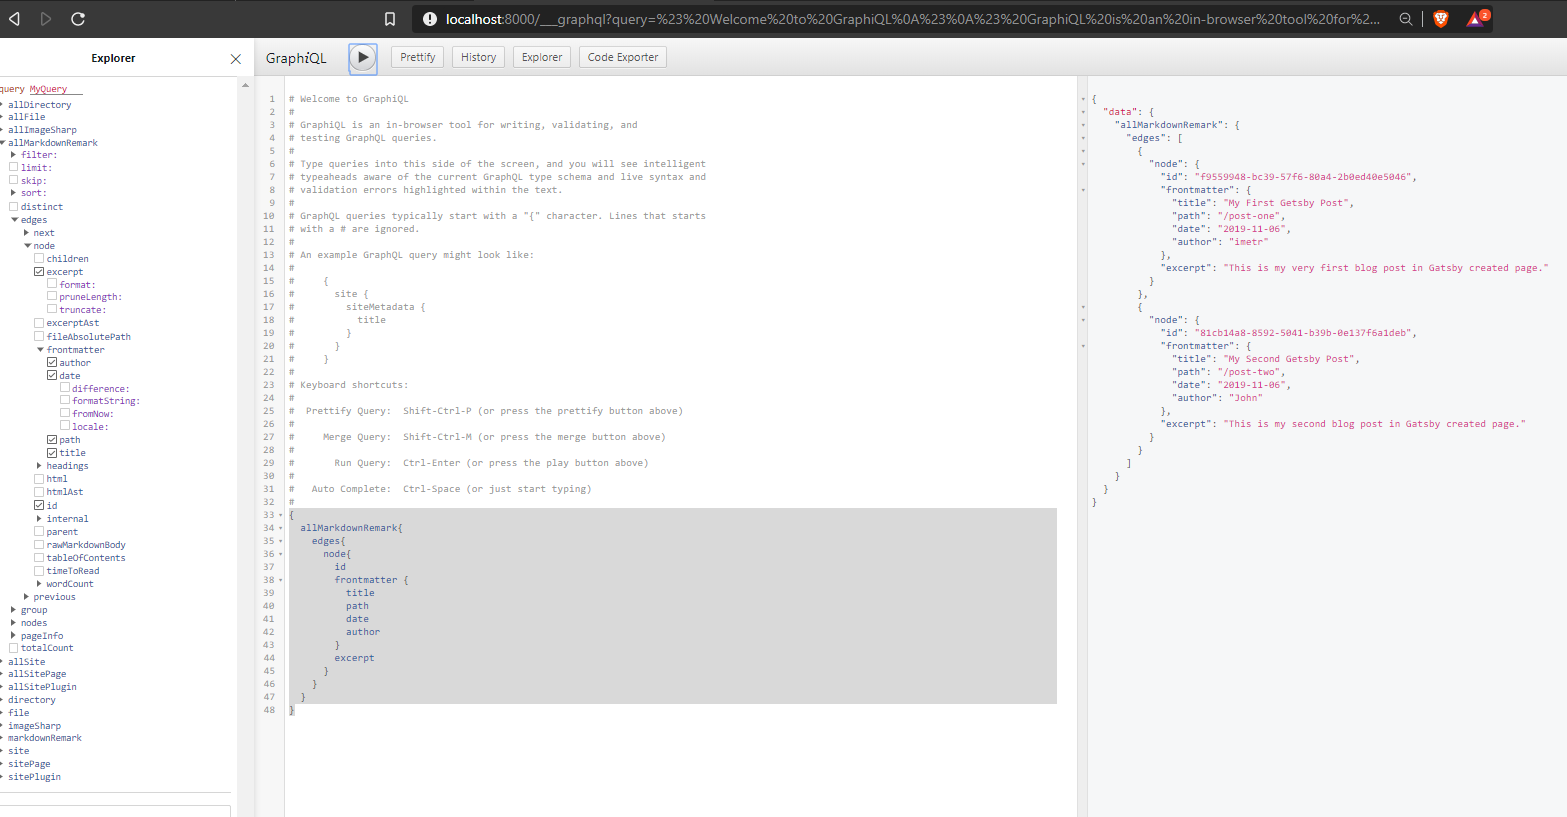 localhost:8000/___graphql?query=%23%20Welcome%20to%20GraphiQL%0A%23%0A%23%20GraphiQL%20is%20an%20in-browser%20tool%20for%2...
2
Explorer
query MyQuery
allDirectory
allFile
allImageSharp
allMarkdownRemark
filter:
limit:
skip:
sort:
distinct
edges
next
node
children
excerpt
format:
pruneLength:
truncate:
excerptAst
fileAbsolutePath
frontmatter
author
date
difference:
formatString:
fromNow:
locale:
path
title
headings
html
htmlAst
id
internal
parent
rawMarkdownBody
tableOfContents
timeToRead
wordCount
previous
group
nodes
pageInfo
totalCount
allSite
allSitePage
allSitePlugin
directory
file
imageSharp
markdownRemark
site
sitePage
sitePlugin
GraphiQL Prettify History Explorer Code Exporter
1 # Welcome to GraphiQL
2 #
3 # GraphiQL is an in-browser tool for writing, validating, and
4 # testing GraphQL queries.
5 #
6 # Type queries into this side of the screen, and you will see intelligent
7 # typeaheads aware of the current GraphQL type schema and live syntax and
8 # validation errors highlighted within the text.
9 #
10 # GraphQL queries typically start with a "{" character. Lines that starts
11 # with a # are ignored.
12 #
13 # An example GraphQL query might look like:
14 #
15 #     {
16 #       site {
17 #         siteMetadata {
18 #           title
19 #         }
20 #       }
21 #     }
22 #
23 # Keyboard shortcuts:
24 #
25 #  Prettify Query:  Shift-Ctrl-P (or press the prettify button above)
26 #
27 #     Merge Query:  Shift-Ctrl-M (or press the merge button above)
28 #
29 #       Run Query:  Ctrl-Enter (or press the play button above)
30 #
31 #   Auto Complete:  Ctrl-Space (or just start typing)
32 #
33 {
34   allMarkdownRemark{
35     edges{
36       node{
37         id
38         frontmatter {
39           title
40           path
41           date
42           author
43         }
44         excerpt
45       }
46     }
47   }
48 }
{
  "data": {
    "allMarkdownRemark": {
      "edges": [
        {
          "node": {
            "id": "f9559948-bc39-57f6-80a4-2b0ed40e5046",
            "frontmatter": {
              "title": "My First Getsby Post",
              "path": "/post-one",
              "date": "2019-11-06",
              "author": "imetr"
            },
            "excerpt": "This is my very first blog post in Gatsby created page."
          }
        },
        {
          "node": {
            "id": "81cb14a8-8592-5041-b39b-0e137f6a1deb",
            "frontmatter": {
              "title": "My Second Getsby Post",
              "path": "/post-two",
              "date": "2019-11-06",
              "author": "John"
            },
            "excerpt": "This is my second blog post in Gatsby created page."
          }
        }
      ]
    }
  }
}